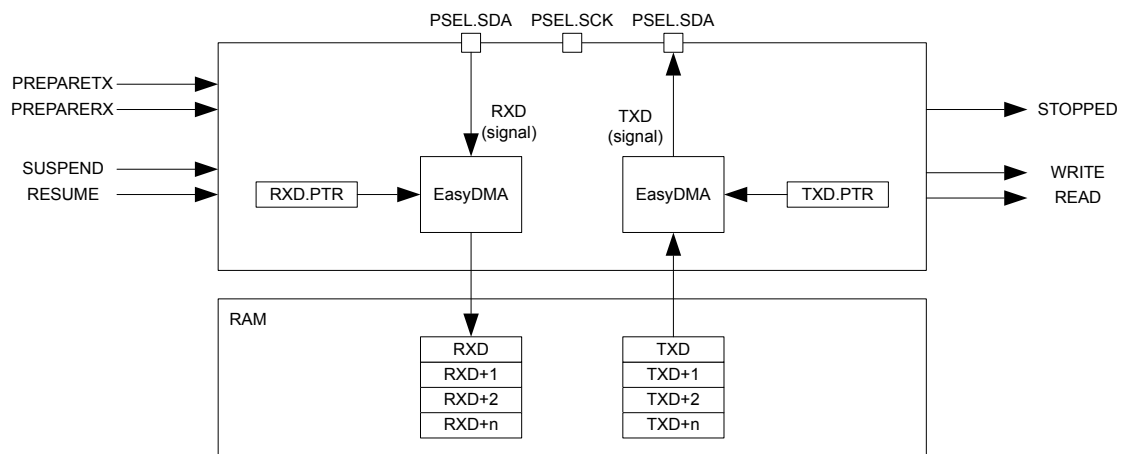 PSEL.SDA PSEL.SCK PSEL.SDA
PREPARETX
PREPARERX
STOPPED
RXD
(signal)
TXD
(signal)
SUSPEND
RESUME
WRITE
READ
RXD.PTR
EasyDMA
EasyDMA
TXD.PTR
RAM
RXD
RXD+1
RXD+2
RXD+n
TXD
TXD+1
TXD+2
TXD+n